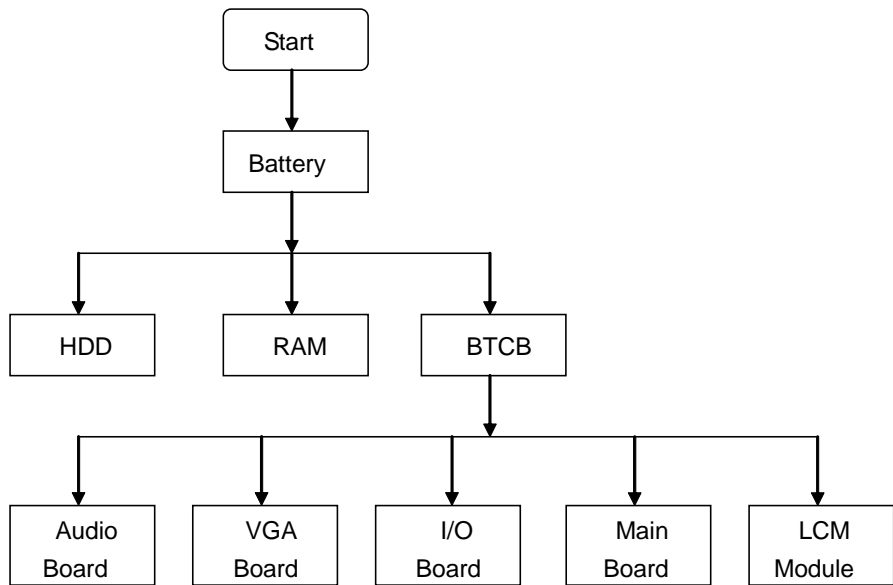 Start
Battery
HDD
RAM
BTCB
Audio
Board
VGA
Board
I/O
Board
Main
Board
LCM
Module